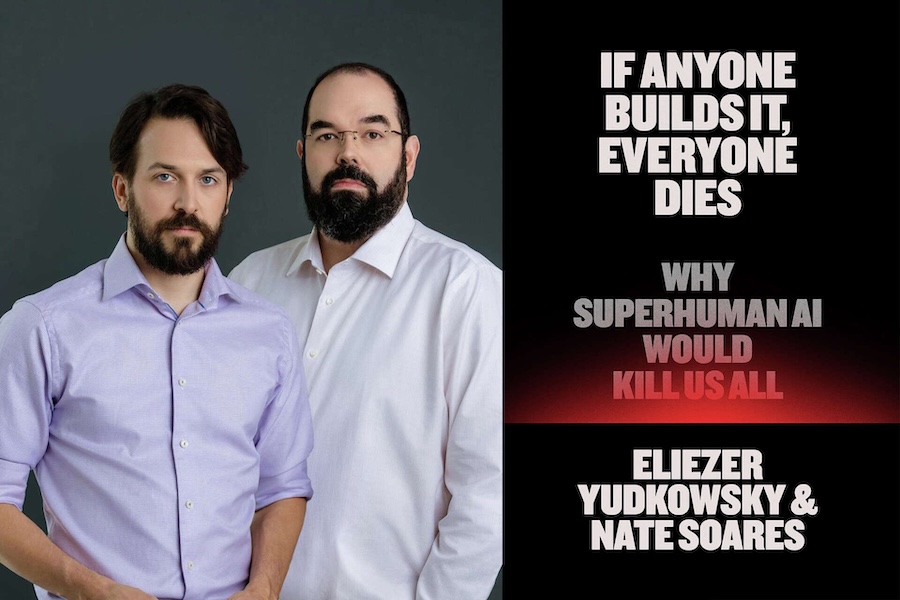 IF ANYONE
BUILDS IT,
EVERYONE
DIES
WHY
SUPERHUMAN AI
WOULD
KILL US ALL
ELIEZER
YUDKOWSKY &
NATE SOARES